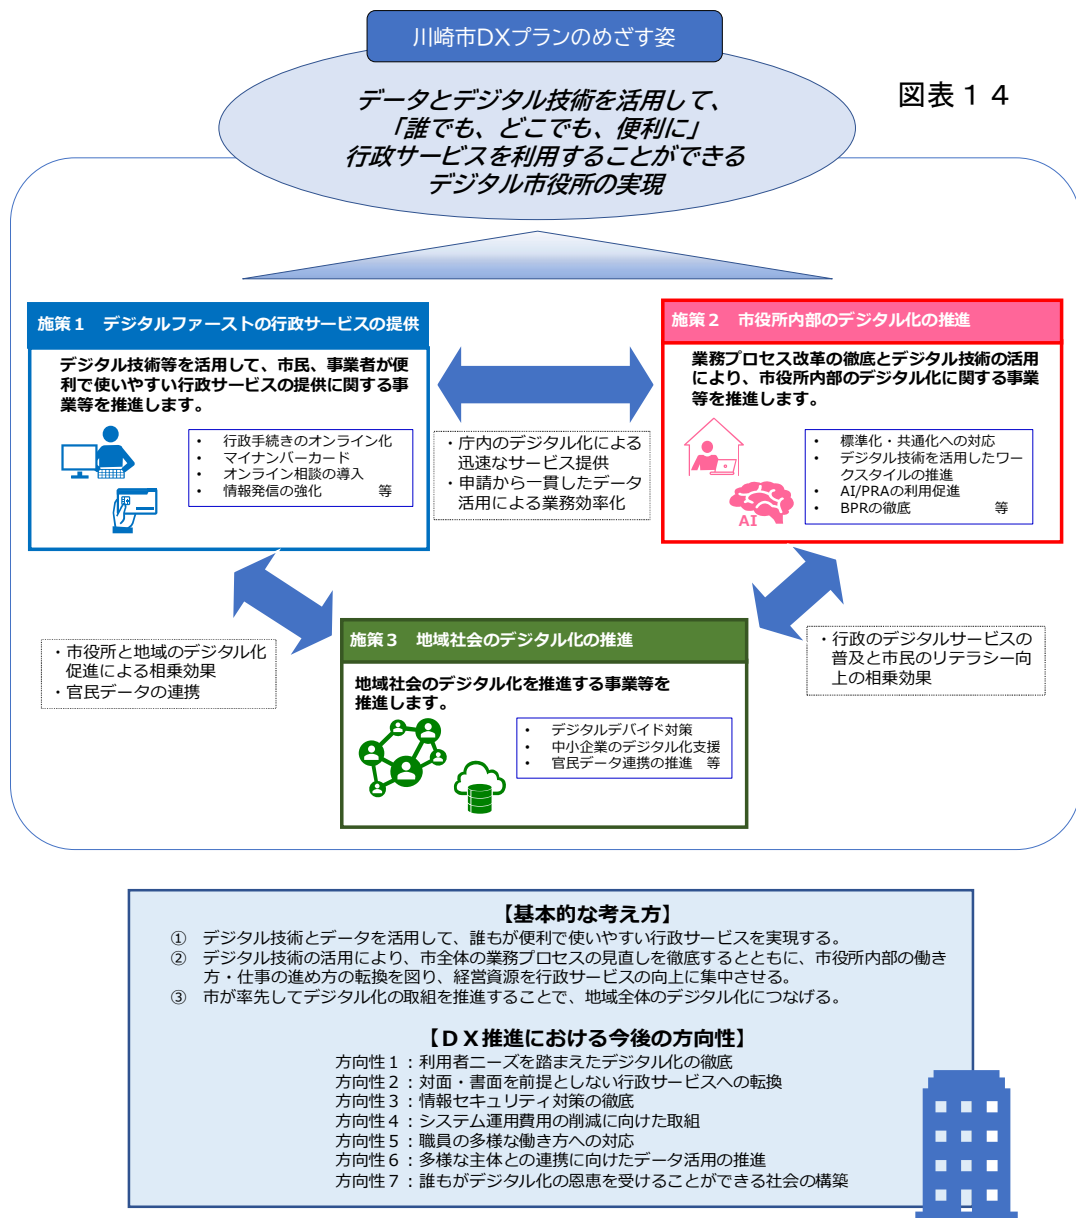 川崎市DXプランのめざす姿
図表１４
データとデジタル技術を活用して、
「誰でも、どこでも、便利に」
行政サービスを利用することができる
デジタル市役所の実現
施策１　デジタルファーストの行政サービスの提供
デジタル技術等を活用して、市民、事業者が便
利で使いやすい行政サービスの提供に関する事
業等を推進します。
• 行政手続きのオンライン化
• マイナンバーカード
• オンライン相談の導入
• 情報発信の強化　　　等
・庁内のデジタル化による
迅速なサービス提供
・申請から一貫したデータ
活用による業務効率化
施策２　市役所内部のデジタル化の推進
業務プロセス改革の徹底とデジタル技術の活用
により、市役所内部のデジタル化に関する事業
等を推進します。
AI
• 標準化・共通化への対応
• デジタル技術を活用したワー
クスタイルの推進
• AI/PRAの利用促進
• BPRの徹底　　　　　等
・市役所と地域のデジタル化
促進による相乗効果
・官民データの連携
施策３　地域社会のデジタル化の推進
地域社会のデジタル化を推進する事業等を
推進します。
• デジタルデバイド対策
• 中小企業のデジタル化支援
• 官民データ連携の推進　等
・行政のデジタルサービスの
普及と市民のリテラシー向
上の相乗効果
【基本的な考え方】
①　デジタル技術とデータを活用して、誰もが便利で使いやすい行政サービスを実現する。
②　デジタル技術の活用により、市全体の業務プロセスの見直しを徹底するとともに、市役所内部の働き
方・仕事の進め方の転換を図り、経営資源を行政サービスの向上に集中させる。
③　市が率先してデジタル化の取組を推進することで、地域全体のデジタル化につなげる。
【ＤＸ推進における今後の方向性】
方向性１：利用者ニーズを踏まえたデジタル化の徹底
方向性２：対面・書面を前提としない行政サービスへの転換
方向性３：情報セキュリティ対策の徹底
方向性４：システム運用費用の削減に向けた取組
方向性５：職員の多様な働き方への対応
方向性６：多様な主体との連携に向けたデータ活用の推進
方向性７：誰もがデジタル化の恩恵を受けることができる社会の構築